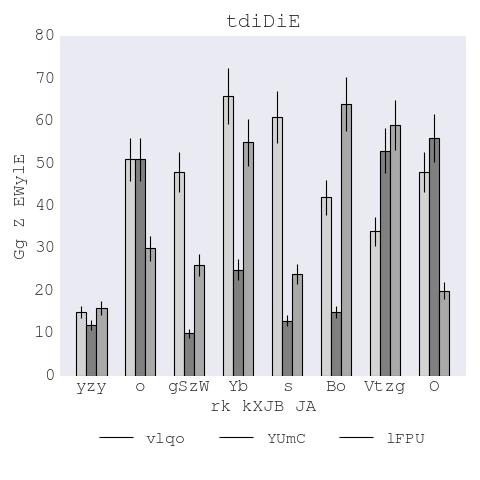 tdiDiE
80
70
60
50
40
30
20
10
0
Gg Z EWylE
yzy o gSzW Yb s Bo Vtzg O
rk kXJB JA
vlqo YUmC lFPU